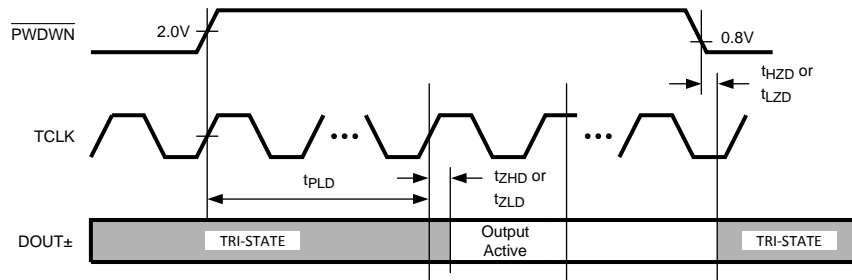 PWDWN
2.0V
0.8V
tHZD or
tLZD
TCLK
tPLD
tZHD or
tZLD
DOUT±
TRI-STATE
Output
Active
TRI-STATE